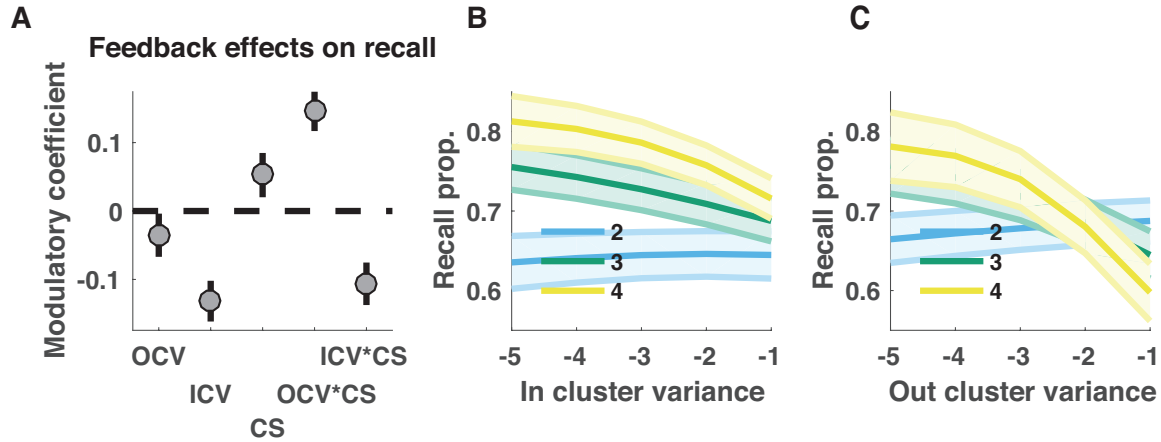 A
Feedback effects on recall
Modulatory coefficient
0.1
0
-0.1
OCV
ICV*CS
ICV
OCV*CS
CS
B
Recall prop.
0.8
0.7
0.6
2
3
4
-5 -4 -3 -2 -1
In cluster variance
C
Recall prop.
0.8
0.7
0.6
2
3
4
-5 -4 -3 -2 -1
Out cluster variance